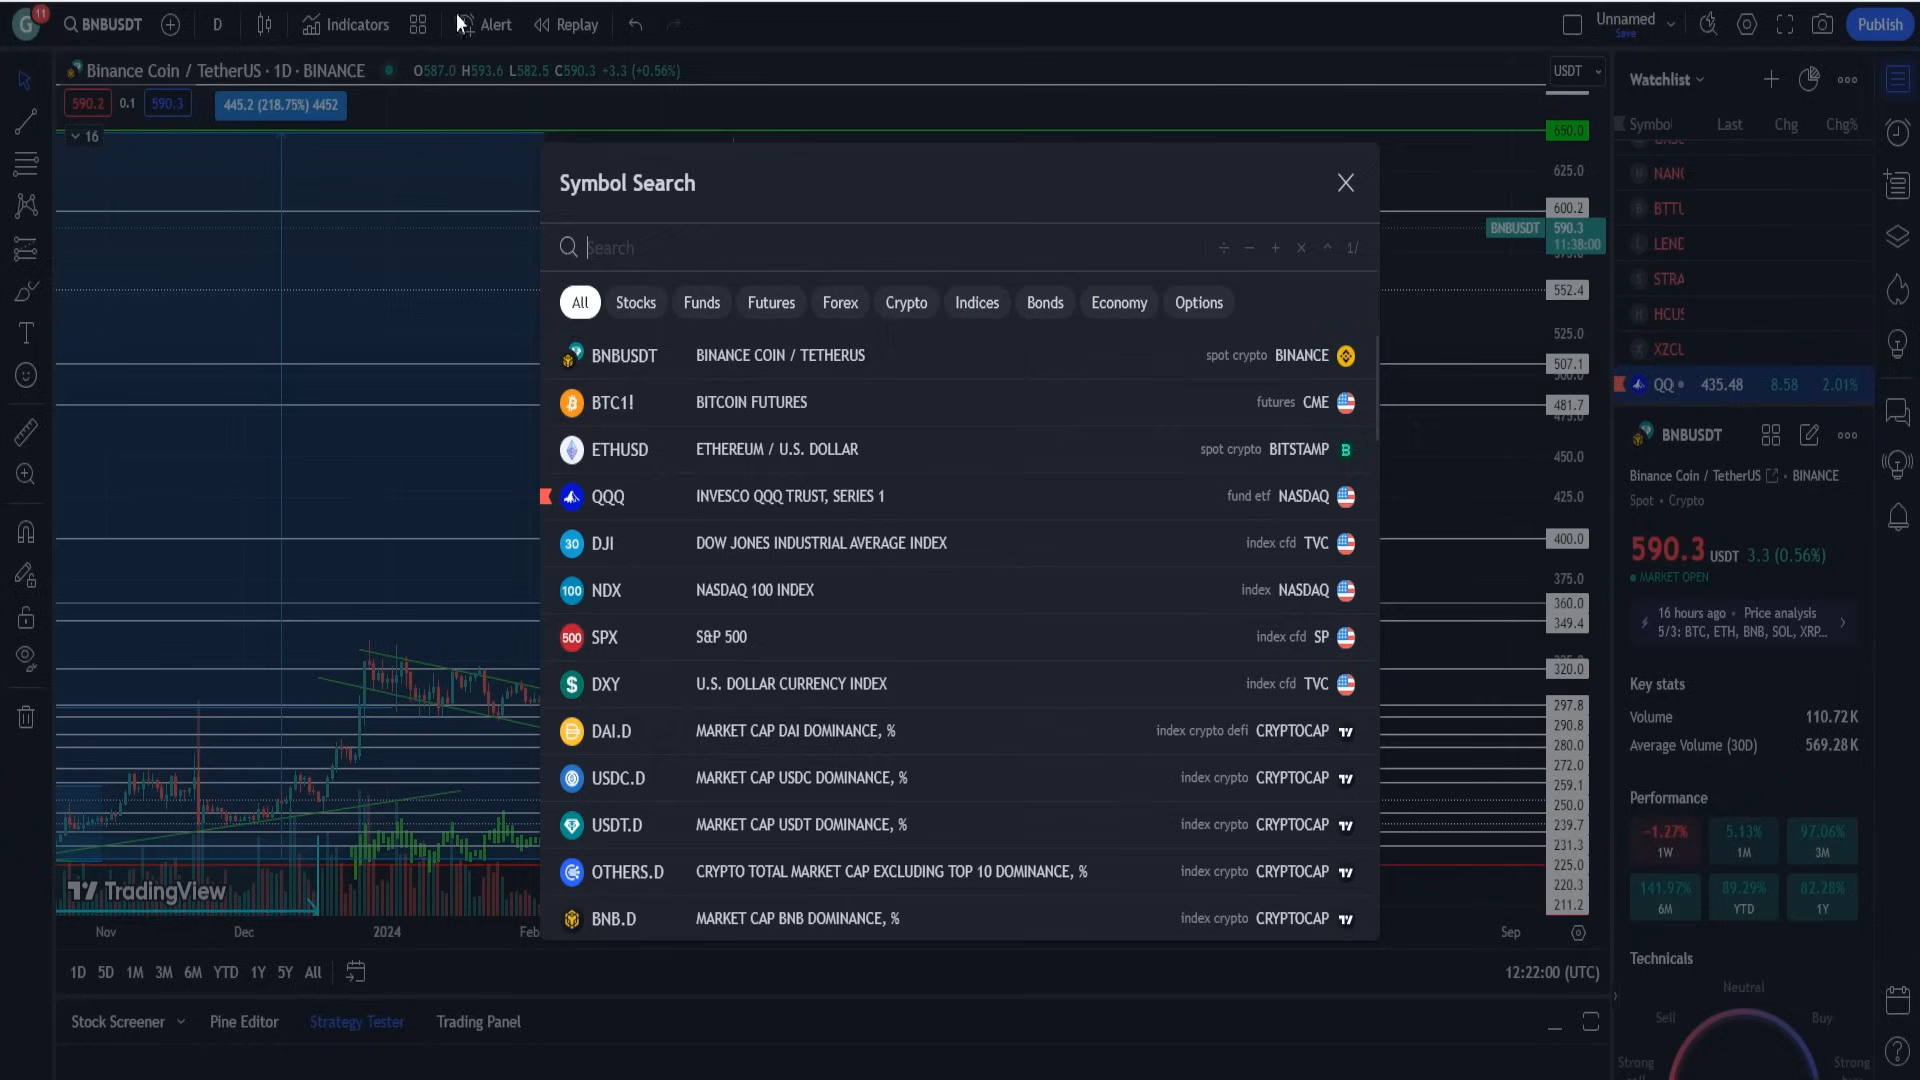 G 11 BNBUSDT D Indicators Alert Replay Unnamed Save Publish
Binance Coin / TetherUS · 1D · BINANCE O587.0 H593.6 L582.5 C590.3 +3.3 (+0.56%) USDT
590.2 0.1 590.3 445.2 (218.75%) 4452
16
Symbol Search
Search ÷ − + × ^ 1/
All Stocks Funds Futures Forex Crypto Indices Bonds Economy Options
BNBUSDT BINANCE COIN / TETHERUS spot crypto BINANCE
BTC1! BITCOIN FUTURES futures CME
ETHUSD ETHEREUM / U.S. DOLLAR spot crypto BITSTAMP
QQQ INVESCO QQQ TRUST, SERIES 1 fund etf NASDAQ
30 DJI DOW JONES INDUSTRIAL AVERAGE INDEX index cfd TVC
100 NDX NASDAQ 100 INDEX index NASDAQ
500 SPX S&P 500 index cfd SP
DXY U.S. DOLLAR CURRENCY INDEX index cfd TVC
DAI.D MARKET CAP DAI DOMINANCE, % index crypto defi CRYPTOCAP
USDC.D MARKET CAP USDC DOMINANCE, % index crypto CRYPTOCAP
USDT.D MARKET CAP USDT DOMINANCE, % index crypto CRYPTOCAP
OTHERS.D CRYPTO TOTAL MARKET CAP EXCLUDING TOP 10 DOMINANCE, % index crypto CRYPTOCAP
BNB.D MARKET CAP BNB DOMINANCE, % index crypto CRYPTOCAP
650.0
625.0
600.2
BNBUSDT 590.3
11:38:00
552.4
525.0
507.1
481.7
450.0
425.0
400.0
375.0
360.0
349.4
320.0
297.8
290.8
280.0
272.0
259.1
250.0
239.7
231.3
225.0
220.3
211.2
TradingView
Nov Dec 2024 Feb Sep
1D 5D 1M 3M 6M YTD 1Y 5Y All 12:22:00 (UTC)
Stock Screener Pine Editor Strategy Tester Trading Panel
Watchlist
Symbol Last Chg Chg%
NAN
BTTU
LEND
STRA
HCUS
XZCU
QQ 435.48 8.58 2.01%
BNBUSDT
Binance Coin / TetherUS · BINANCE
Spot • Crypto
590.3 USDT 3.3 (0.56%)
MARKET OPEN
16 hours ago • Price analysis
5/3: BTC, ETH, BNB, SOL, XRP...
Key stats
Volume 110.72K
Average Volume (30D) 569.28K
Performance
−1.27% 5.13% 97.06%
1W 1M 3M
141.97% 89.29% 82.28%
6M YTD 1Y
Technicals
Neutral
Sell Buy
Strong Strong